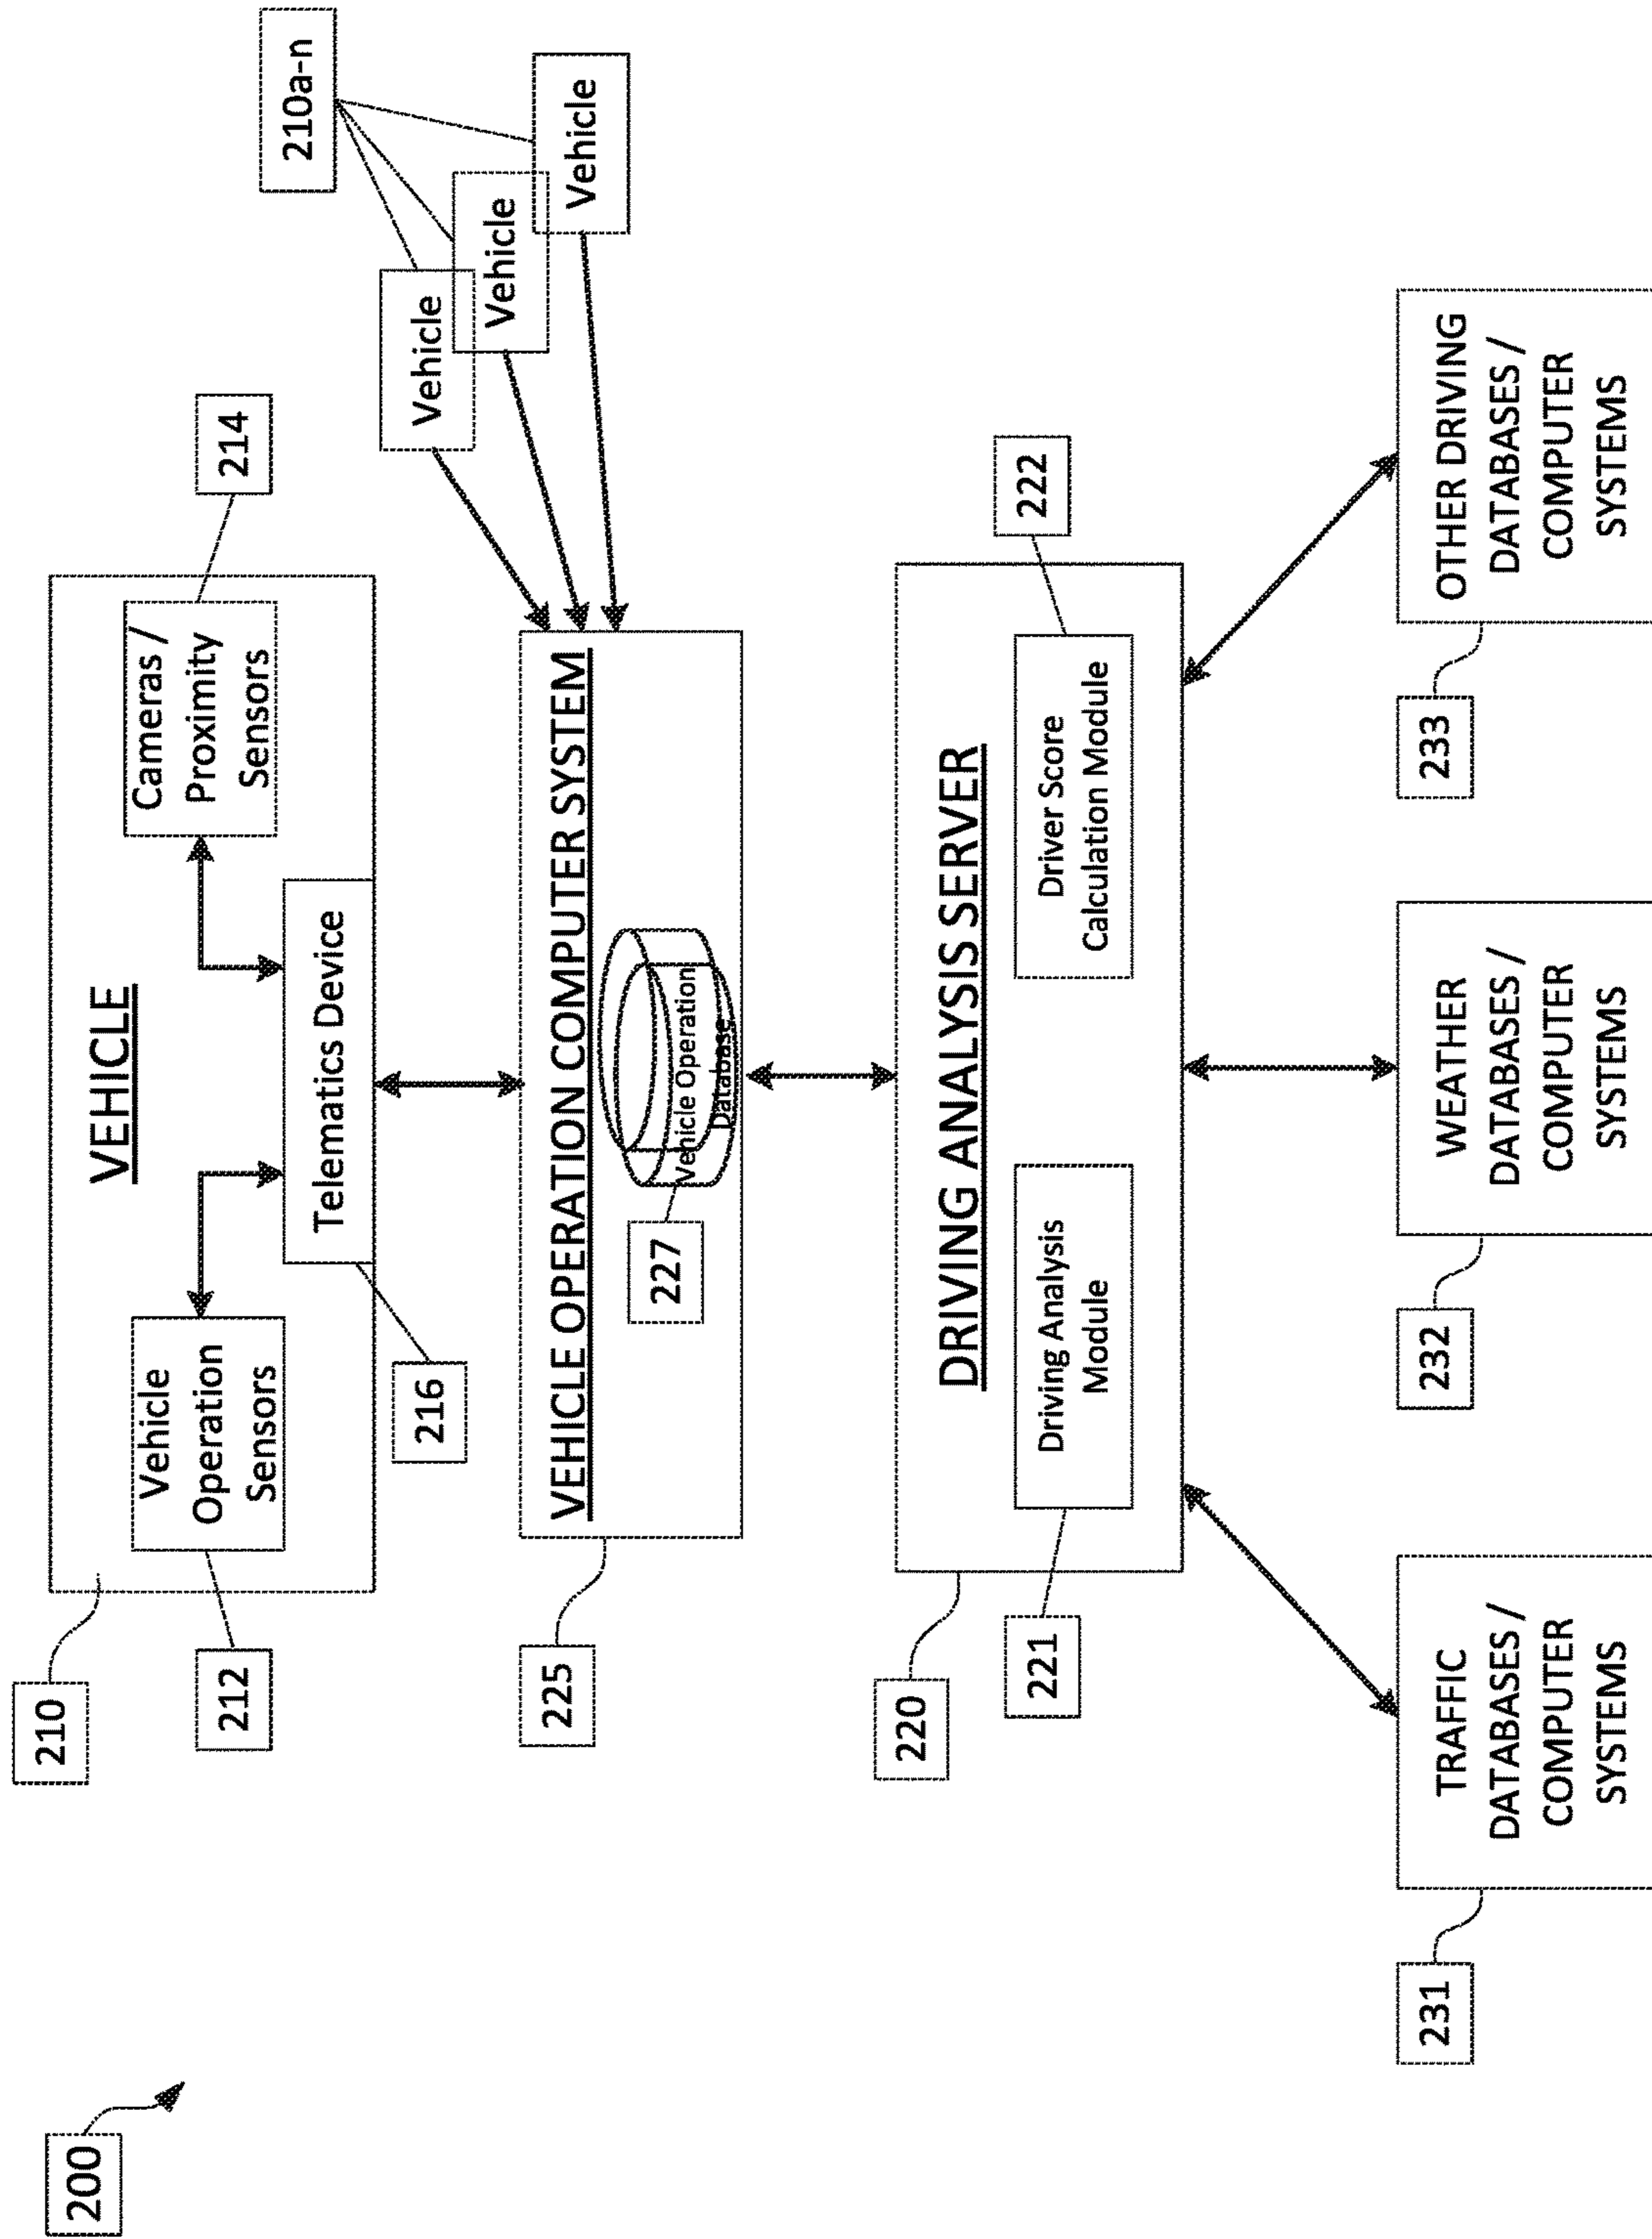 200
210
VEHICLE
212
Vehicle
Operation
Sensors
Cameras /
Proximity
Sensors
214
Telematics Device
216
210a-n
Vehicle
Vehicle
Vehicle
225
VEHICLE OPERATION COMPUTER SYSTEM
227
Vehicle Operation
Database
220
DRIVING ANALYSIS SERVER
221
Driving Analysis
Module
Driver Score
Calculation Module
222
231
TRAFFIC
DATABASES /
COMPUTER
SYSTEMS
232
WEATHER
DATABASES /
COMPUTER
SYSTEMS
233
OTHER DRIVING
DATABASES /
COMPUTER
SYSTEMS